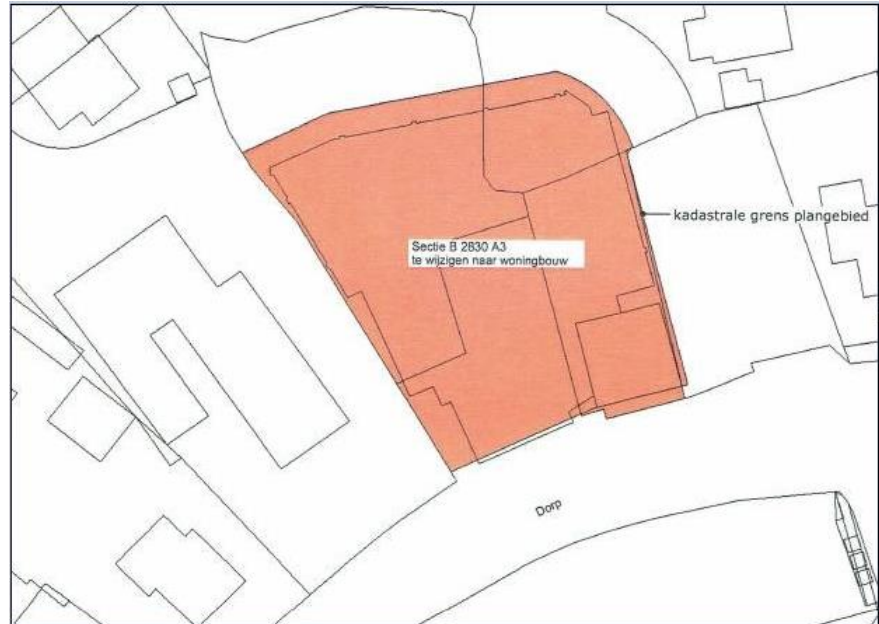 kadastrale grens plangebied
Sectie B 2830 A3
te wijzigen naar woningbouw
Dorp